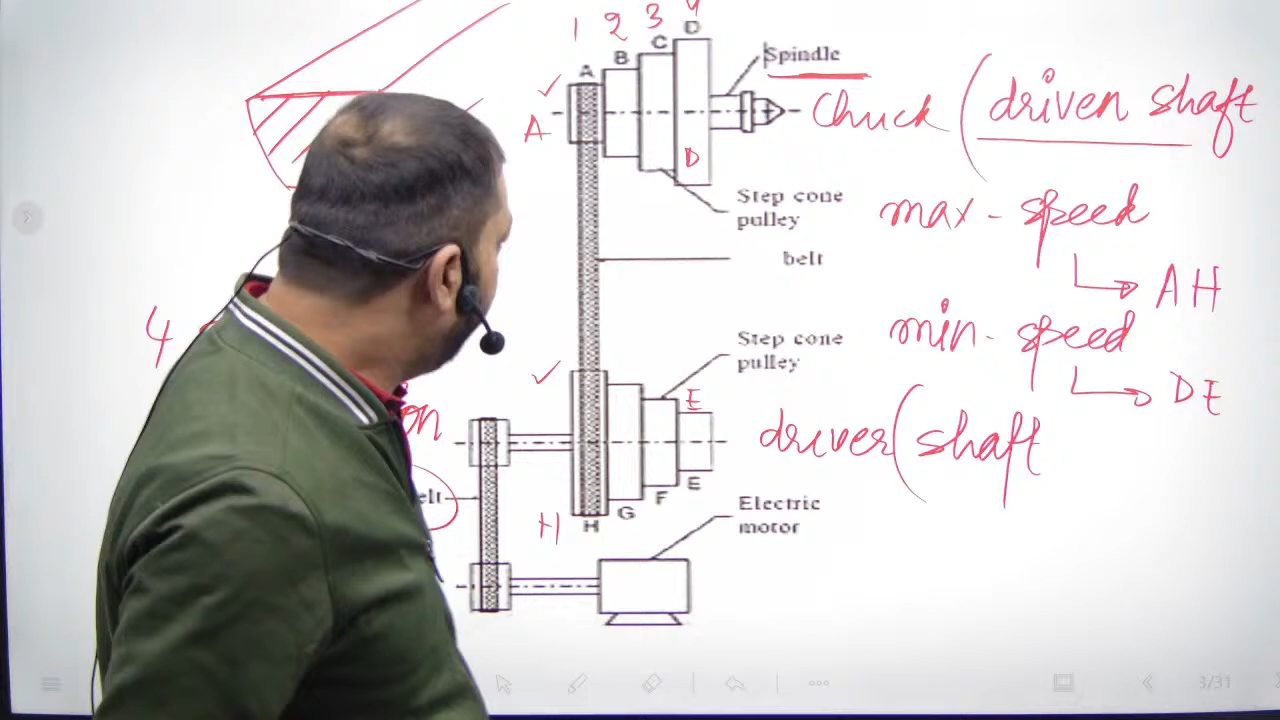 1 2 3 4
D
C
B
A
Spindle
A
D
Chuck (driven shaft
Step cone
pulley
max - speed
AH
belt
4
min - speed
DE
Step cone
pulley
E
on
driver (shaft
elt
E
F
G
H
H
Electric
motor
3/31